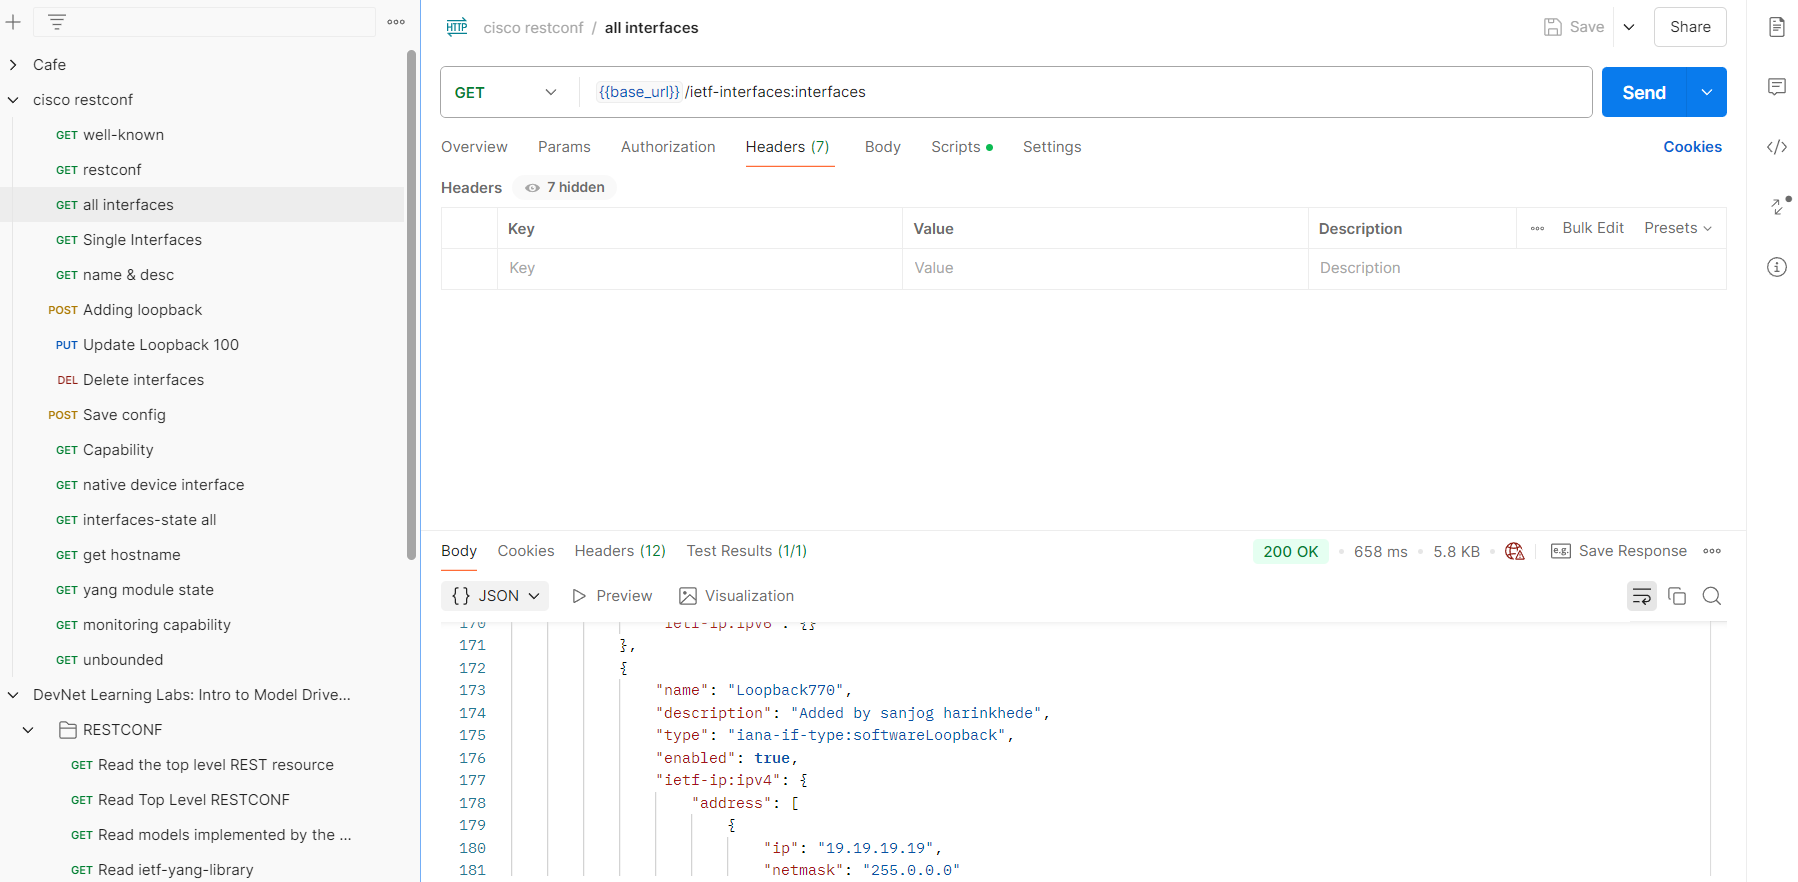 Cafe
cisco restconf
GET well-known
GET restconf
GET all interfaces
GET Single Interfaces
GET name & desc
POST Adding loopback
PUT Update Loopback 100
DEL Delete interfaces
POST Save config
GET Capability
GET native device interface
GET interfaces-state all
GET get hostname
GET yang module state
GET monitoring capability
GET unbounded
DevNet Learning Labs: Intro to Model Drive...
RESTCONF
GET Read the top level REST resource
GET Read Top Level RESTCONF
GET Read models implemented by the ...
GET Read ietf-yang-library
HTTP cisco restconf / all interfaces
Save
Share
GET {{base_url}} /ietf-interfaces:interfaces
Send
Overview Params Authorization Headers (7) Body Scripts Settings
Cookies
Headers 7 hidden
Key Value Description Bulk Edit Presets
Key Value Description
Body Cookies Headers (12) Test Results (1/1)
200 OK 658 ms 5.8 KB e.g. Save Response
{} JSON Preview Visualization
170 "ietf-ip:ipv6": {}
171 },
172 {
173 "name": "Loopback770",
174 "description": "Added by sanjog harinkhede",
175 "type": "iana-if-type:softwareLoopback",
176 "enabled": true,
177 "ietf-ip:ipv4": {
178 "address": [
179 {
180 "ip": "19.19.19.19",
181 "netmask": "255.0.0.0"